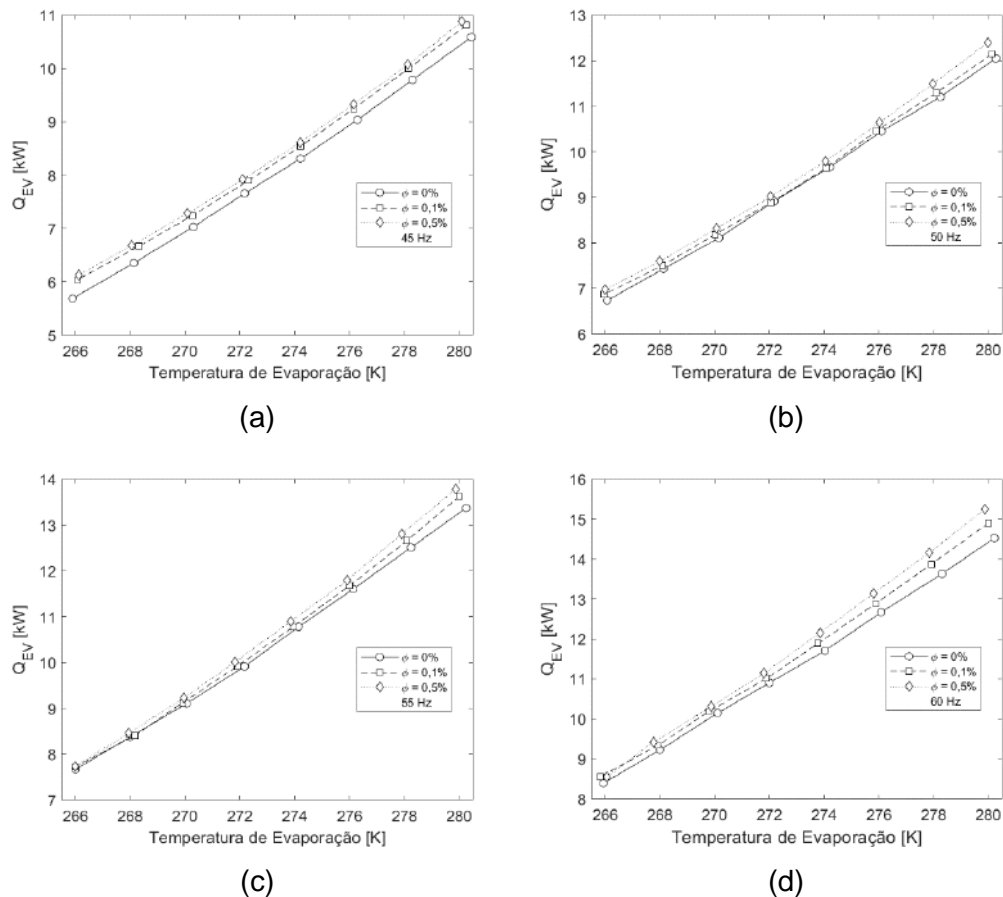 11
10
9
8
7
6
5
Q_EV [kW]
ϕ = 0%
ϕ = 0,1%
ϕ = 0,5%
45 Hz
266 268 270 272 274 276 278 280
Temperatura de Evaporação [K]
(a)
13
12
11
10
9
8
7
6
Q_EV [kW]
ϕ = 0%
ϕ = 0,1%
ϕ = 0,5%
50 Hz
266 268 270 272 274 276 278 280
Temperatura de Evaporação [K]
(b)
14
13
12
11
10
9
8
7
Q_EV [kW]
ϕ = 0%
ϕ = 0,1%
ϕ = 0,5%
55 Hz
266 268 270 272 274 276 278 280
Temperatura de Evaporação [K]
(c)
16
15
14
13
12
11
10
9
8
Q_EV [kW]
ϕ = 0%
ϕ = 0,1%
ϕ = 0,5%
60 Hz
266 268 270 272 274 276 278 280
Temperatura de Evaporação [K]
(d)